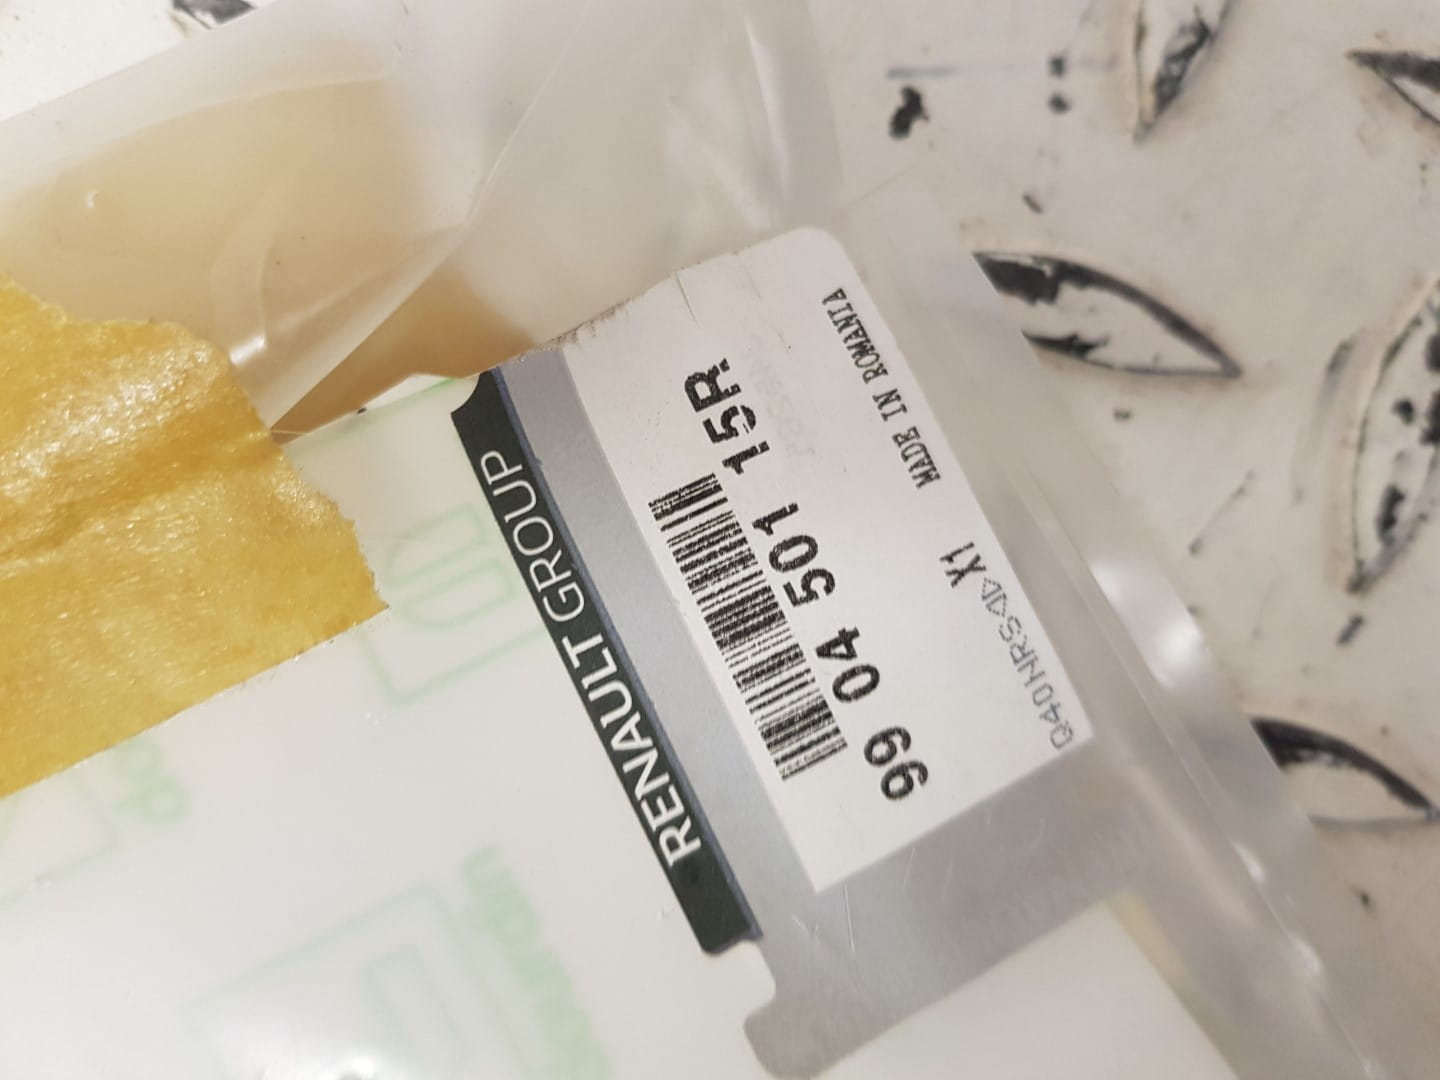 RENAULT GROUP
99 04 501 15R
MADE IN ROMANIA
X1